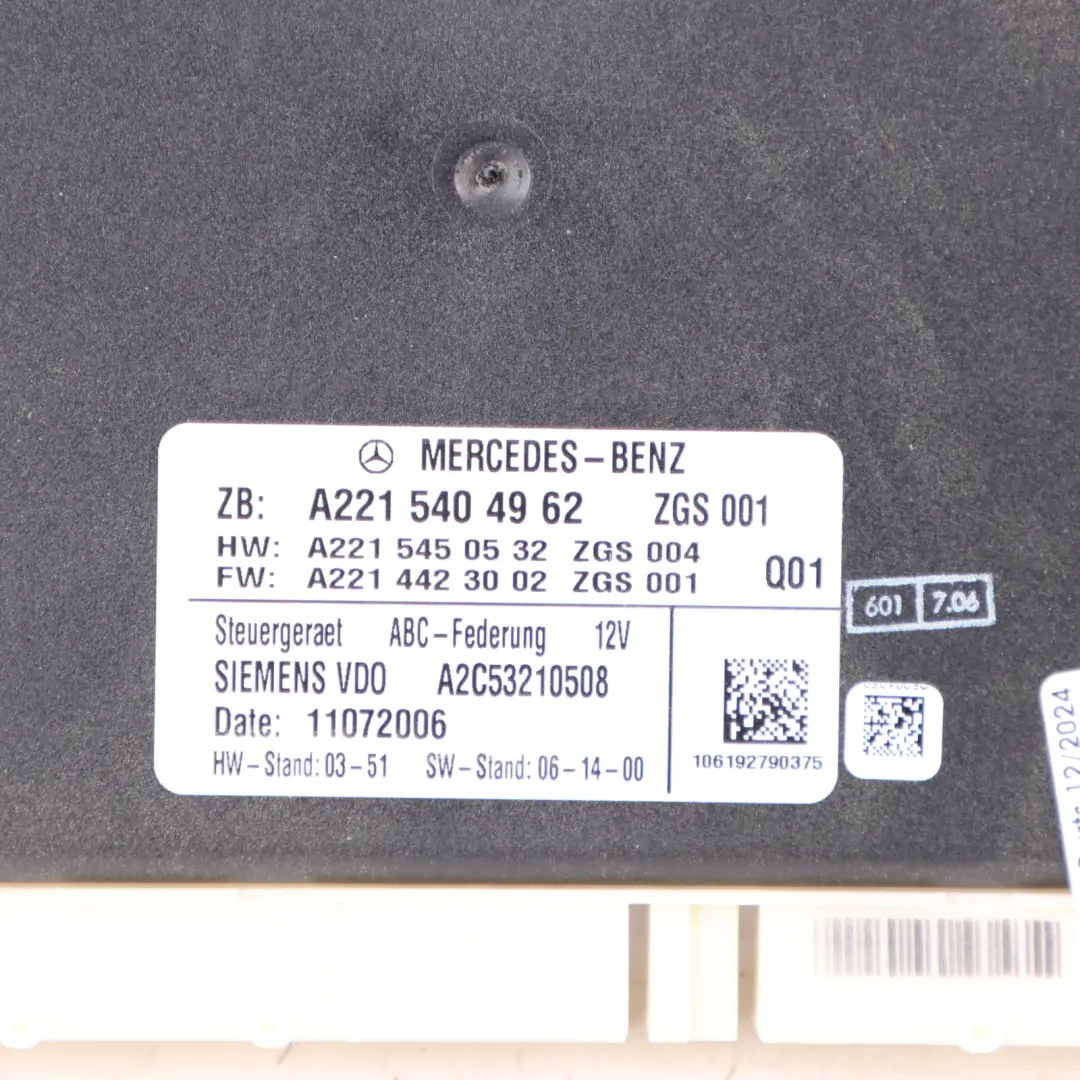 MERCEDES-BENZ
ZB: A221 540 49 62 ZGS 001
HW: A221 545 05 32 ZGS 004
FW: A221 442 30 02 ZGS 001
Q01
Steuergeraet ABC-Federung 12V
SIEMENS VDO A2C53210508
Date: 11072006
HW-Stand: 03-51 SW-Stand: 06-14-00
106192790375
601 7.06
12/2024